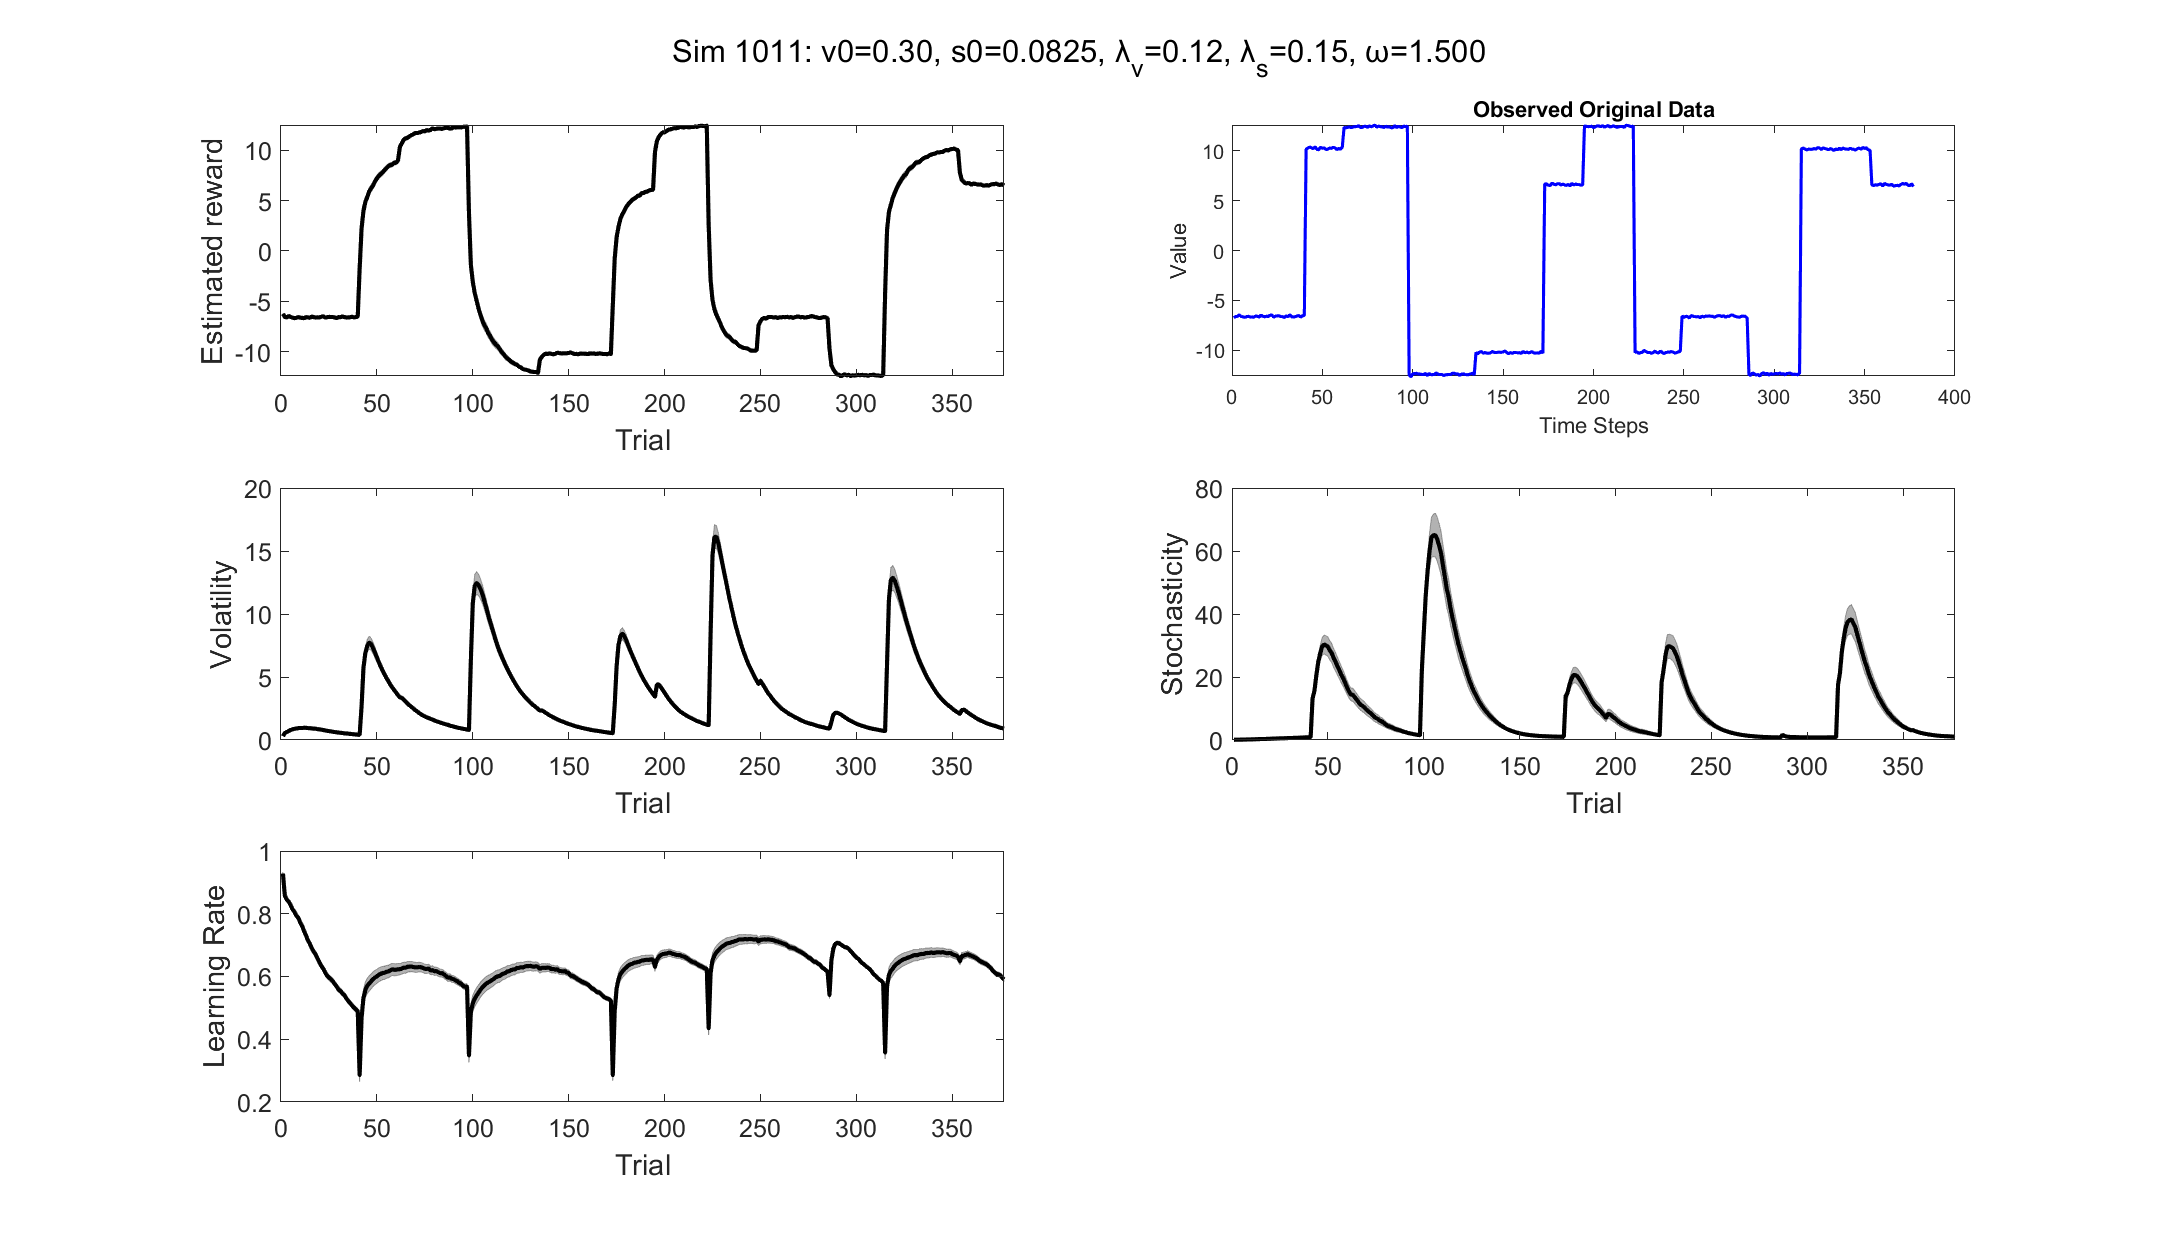 Sim 1011: v0=0.30, s0=0.0825, λv=0.12, λs=0.15, ω=1.500
Estimated reward
10
5
0
-5
-10
0 50 100 150 200 250 300 350
Trial
Observed Original Data
Value
10
5
0
-5
-10
0 50 100 150 200 250 300 350 400
Time Steps
Volatility
20
15
10
5
0
0 50 100 150 200 250 300 350
Trial
Stochasticity
80
60
40
20
0
0 50 100 150 200 250 300 350
Trial
Learning Rate
1
0.8
0.6
0.4
0.2
0 50 100 150 200 250 300 350
Trial